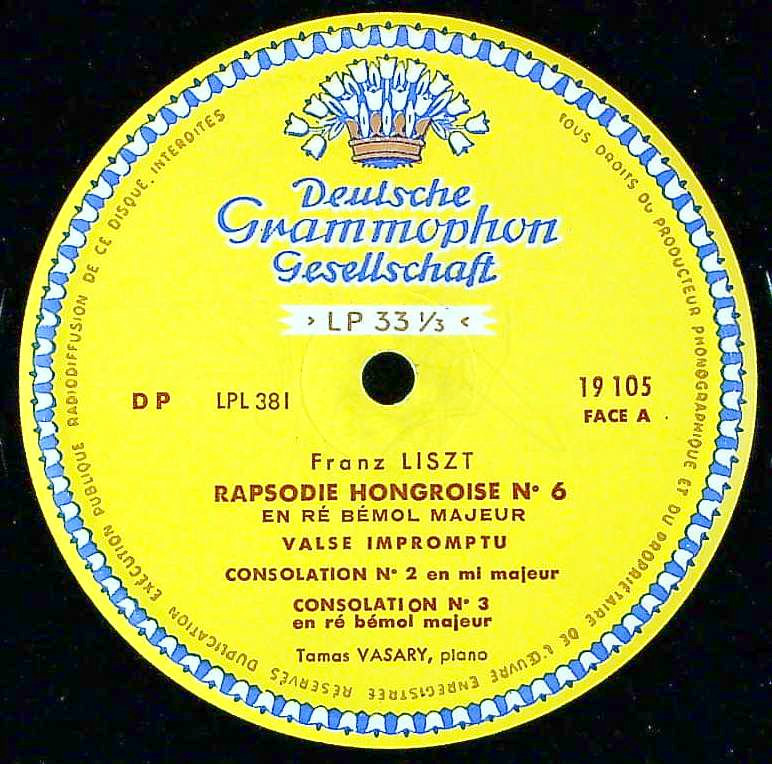 Deutsche
Grammophon
Gesellschaft
› LP 33 1/3 ‹
DP LPL 381 19 105
FACE A
Franz LISZT
RAPSODIE HONGROISE N° 6
EN RÉ BÉMOL MAJEUR
VALSE IMPROMPTU
CONSOLATION N° 2 en mi majeur
CONSOLATION N° 3
en ré bémol majeur
Tamas VASARY, piano
TOUS DROITS DU PRODUCTEUR PHONOGRAPHIQUE ET DU PROPRIÉTAIRE DE L'ŒUVRE ENREGISTRÉE RÉSERVÉS DUPLICATION EXÉCUTION PUBLIQUE RADIODIFFUSION DE CE DISQUE INTERDITES